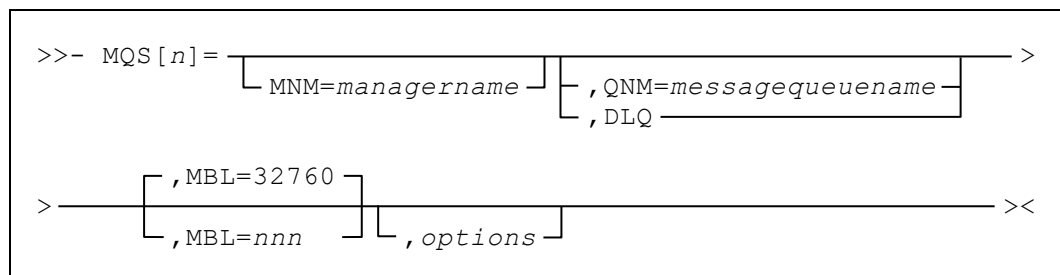 >>- MQS[n]= >
MNM=managername ,QNM=messagequeuename
,DLQ
,MBL=32760
> ><
,MBL=nnn ,options